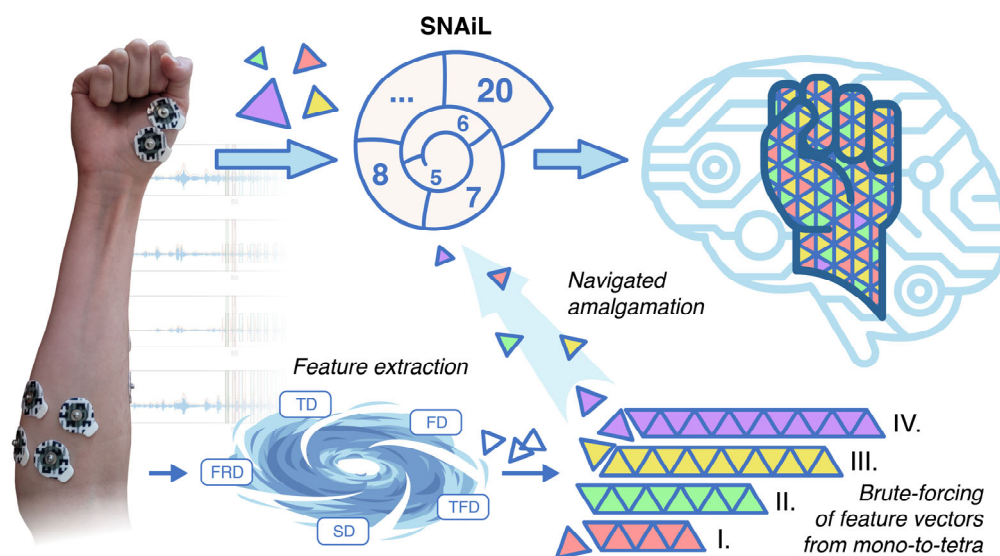 SNAiL
...
20
6
8
5
7
Navigated
amalgamation
Feature extraction
TD
FD
FRD
TFD
SD
IV.
III.
II.
I.
Brute-forcing
of feature vectors
from mono-to-tetra